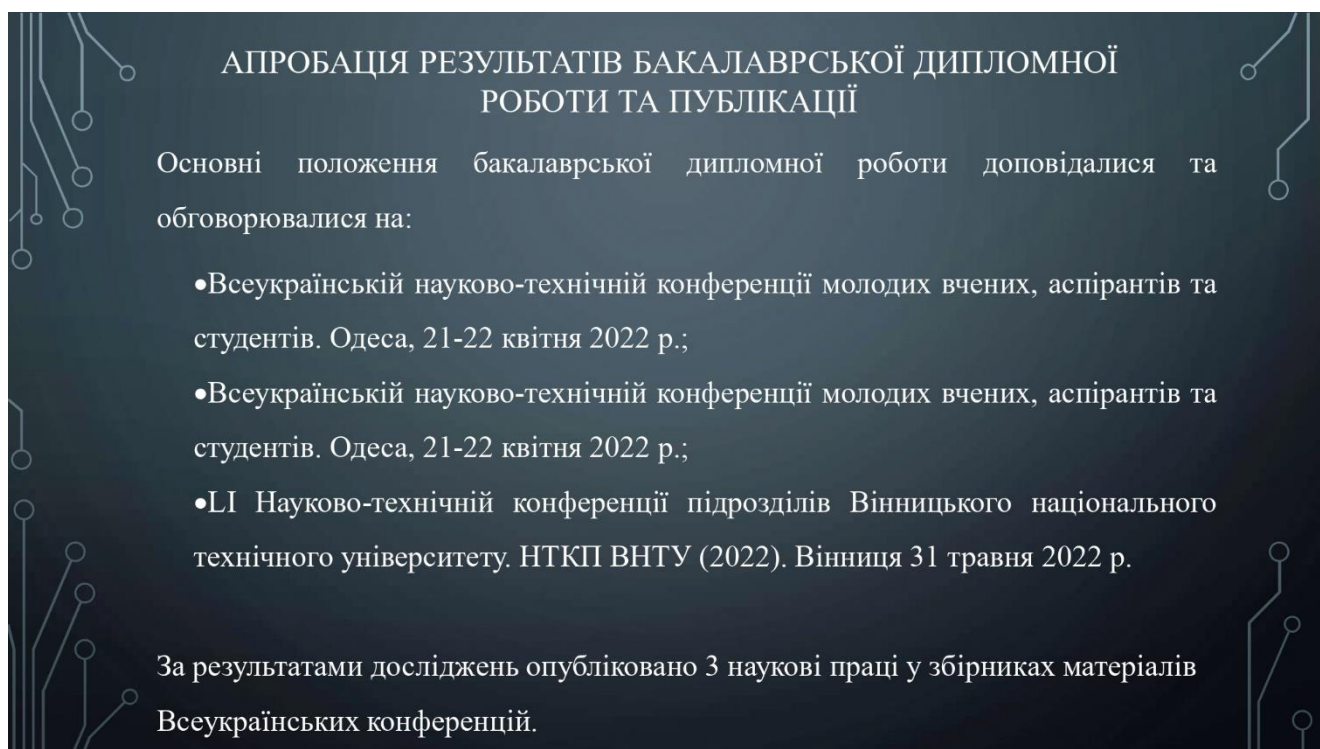 АПРОБАЦІЯ РЕЗУЛЬТАТІВ БАКАЛАВРСЬКОЇ ДИПЛОМНОЇ
РОБОТИ ТА ПУБЛІКАЦІЇ
Основні положення бакалаврської дипломної роботи доповідалися та
обговорювалися на:
•Всеукраїнській науково-технічній конференції молодих вчених, аспірантів та
студентів. Одеса, 21-22 квітня 2022 р.;
•Всеукраїнській науково-технічній конференції молодих вчених, аспірантів та
студентів. Одеса, 21-22 квітня 2022 р.;
•LI Науково-технічній конференції підрозділів Вінницького національного
технічного університету. НТКП ВНТУ (2022). Вінниця 31 травня 2022 р.
За результатами досліджень опубліковано 3 наукові праці у збірниках матеріалів
Всеукраїнських конференцій.